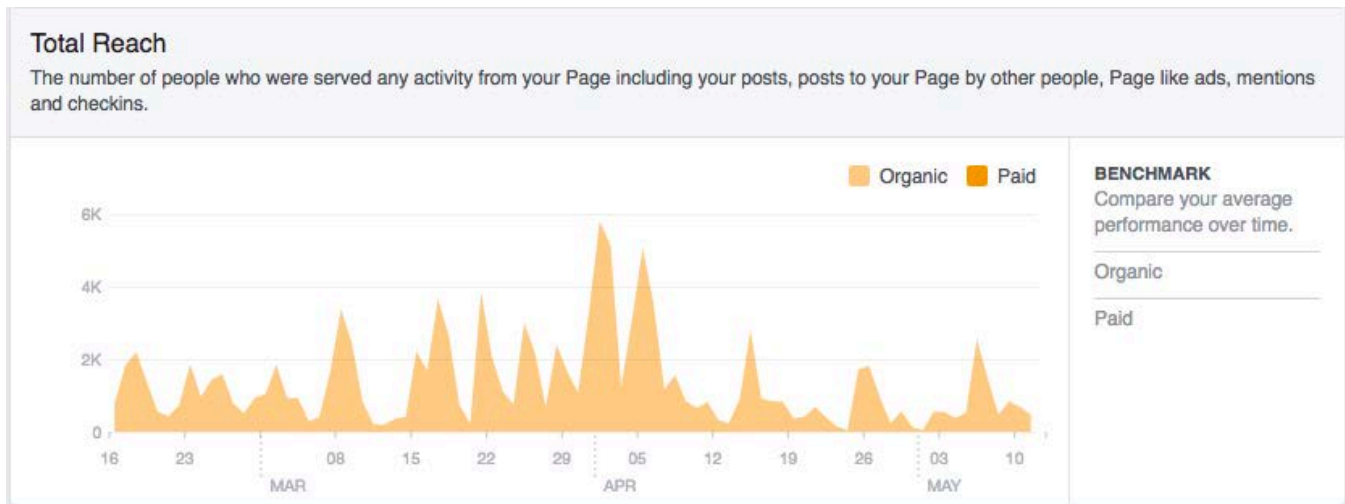 Total Reach
The number of people who were served any activity from your Page including your posts, posts to your Page by other people, Page like ads, mentions
and checkins.
Organic Paid
6K
4K
2K
0
16 23 08 15 22 29 05 12 19 26 03 10
MAR APR MAY
BENCHMARK
Compare your average
performance over time.
Organic
Paid